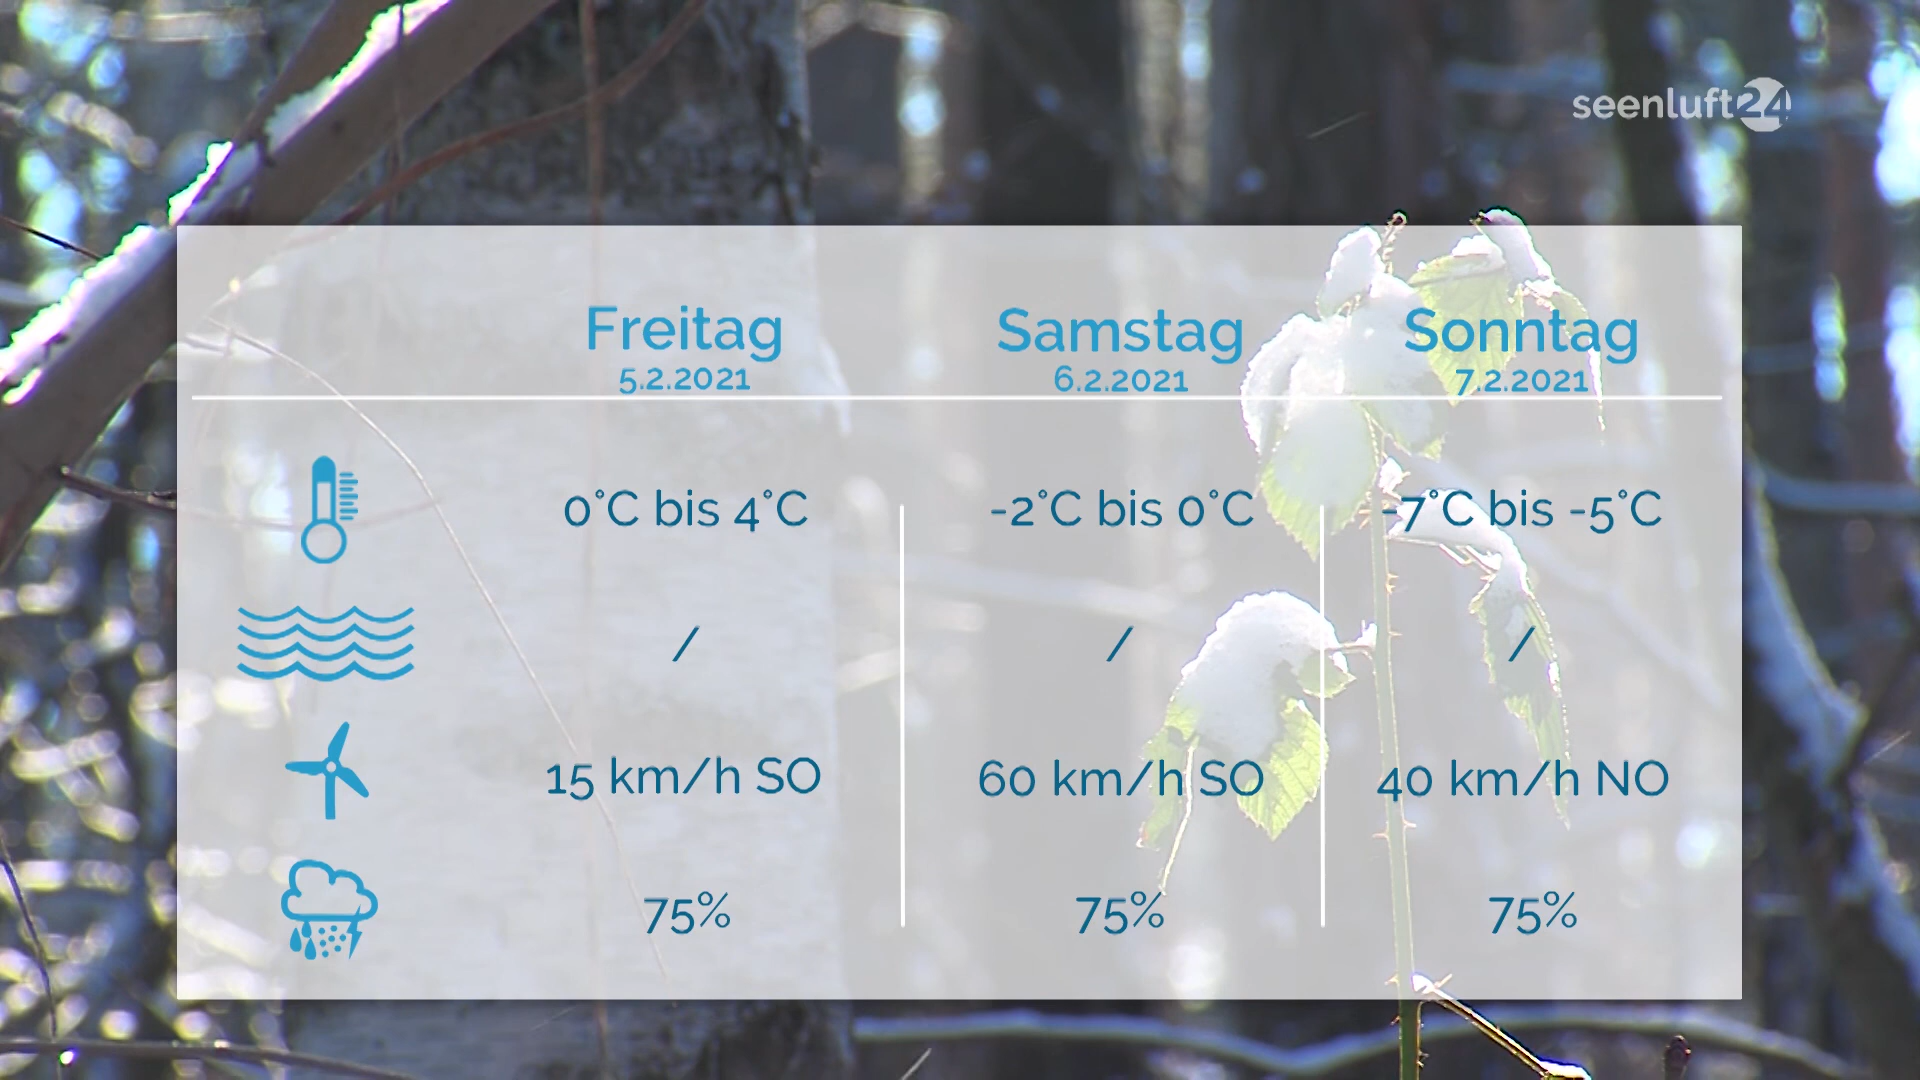 seenluft24
Freitag Samstag Sonntag
5.2.2021 6.2.2021 7.2.2021
0°C bis 4°C -2°C bis 0°C -7°C bis -5°C
/ / /
15 km/h SO 60 km/h SO 40 km/h NO
75% 75% 75%